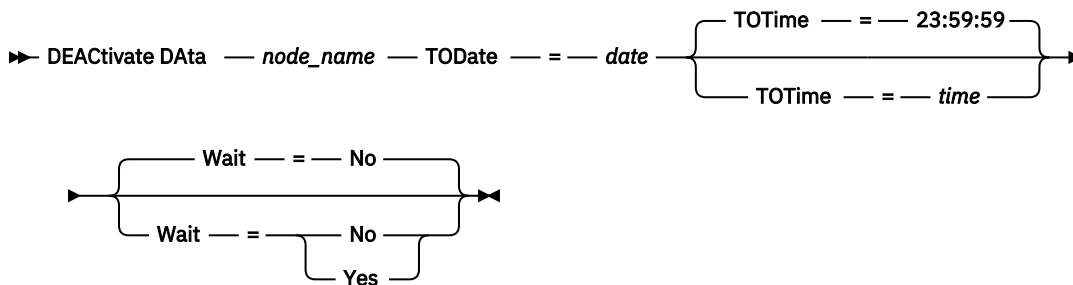 TOTime = 23:59:59
DEACtivate DAta node_name TODate = date
TOTime = time
Wait = No
Wait = No
Yes